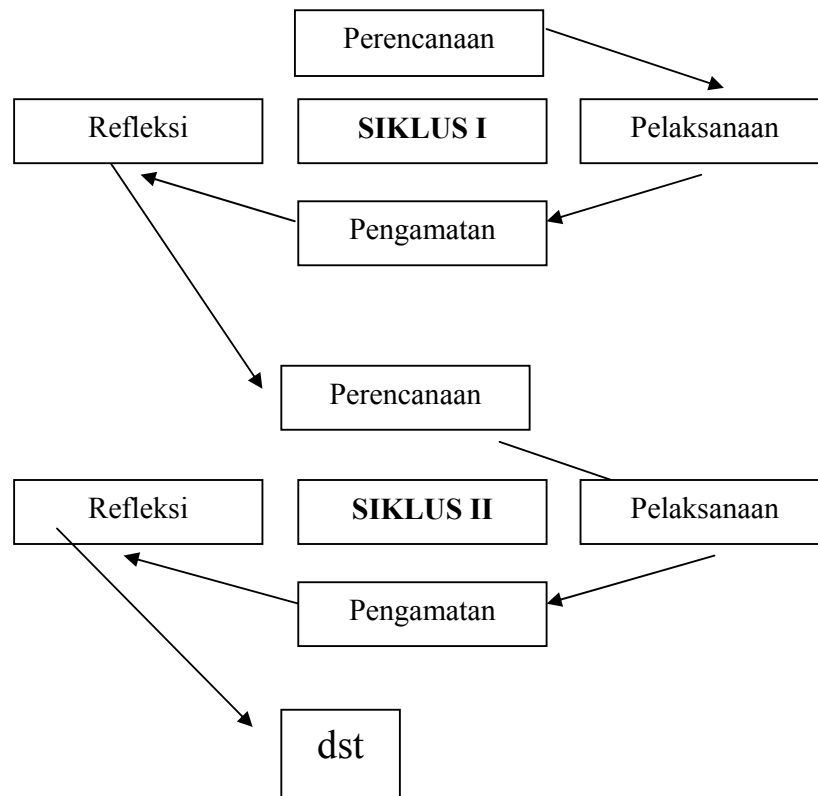 Perencanaan
Refleksi
SIKLUS I
Pelaksanaan
Pengamatan
Perencanaan
Refleksi
SIKLUS II
Pelaksanaan
Pengamatan
dst